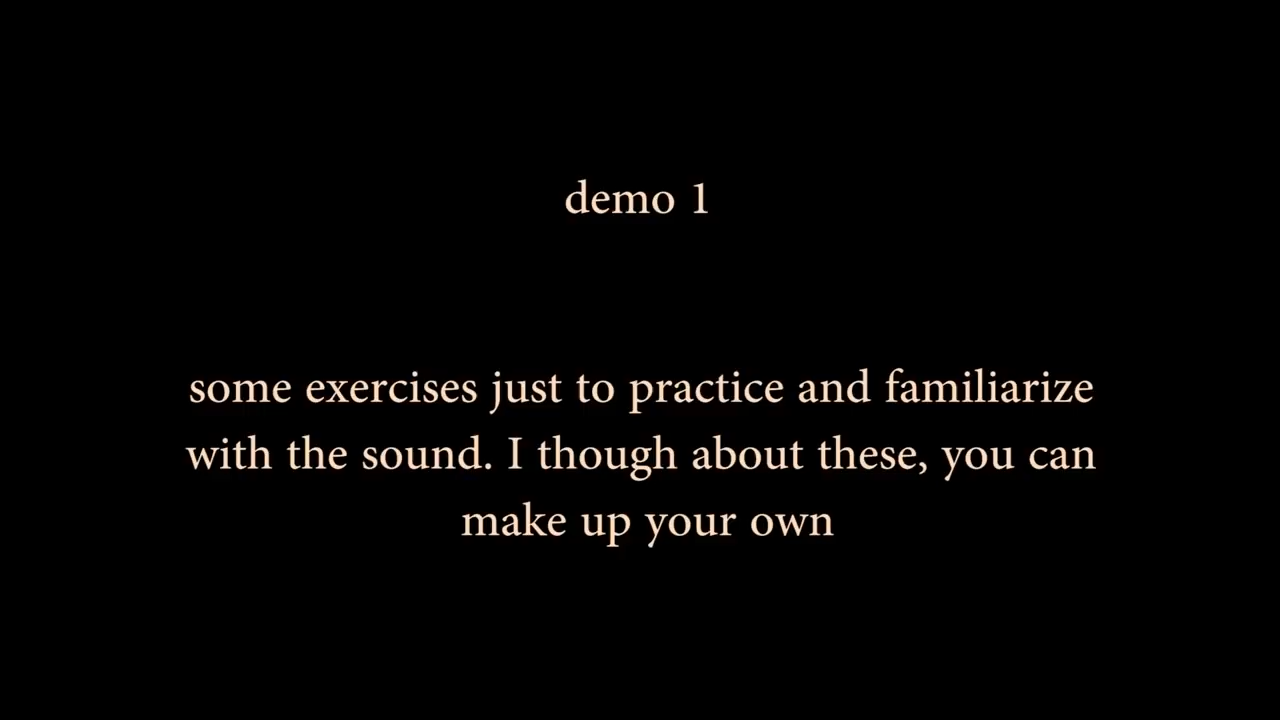 demo 1
some exercises just to practice and familiarize
with the sound. I though about these, you can
make up your own